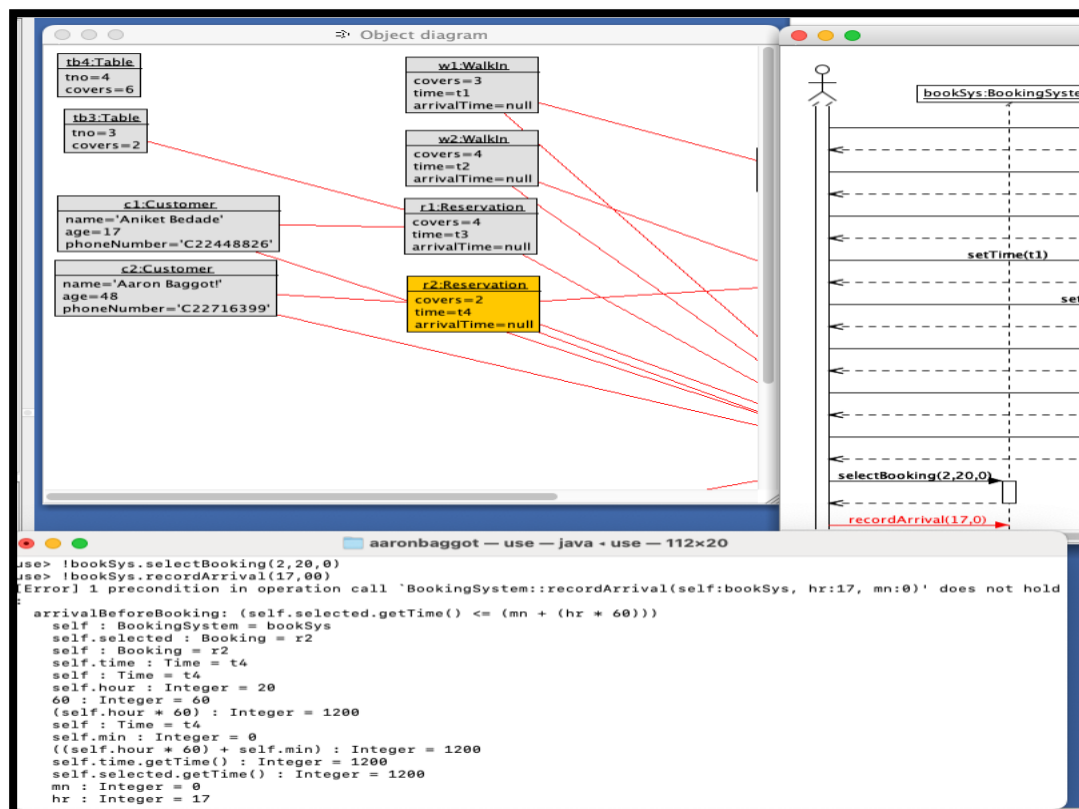 Object diagram
tb4:Table
tno=4
covers=6
tb3:Table
tno=3
covers=2
c1:Customer
name='Aniket Bedade'
age=17
phoneNumber='C22448826'
c2:Customer
name='Aaron Baggot!'
age=48
phoneNumber='C22716399'
w1:WalkIn
covers=3
time=t1
arrivalTime=null
w2:WalkIn
covers=4
time=t2
arrivalTime=null
r1:Reservation
covers=4
time=t3
arrivalTime=null
r2:Reservation
covers=2
time=t4
arrivalTime=null
bookSys:BookingSyste
setTime(t1)
set
selectBooking(2,20,0)
recordArrival(17,0)
aaronbaggot — use — java ◂ use — 112×20
use> !bookSys.selectBooking(2,20,0)
use> !bookSys.recordArrival(17,00)
[Error] 1 precondition in operation call `BookingSystem::recordArrival(self:bookSys, hr:17, mn:0)' does not hold
:
arrivalBeforeBooking: (self.selected.getTime() <= (mn + (hr * 60)))
self : BookingSystem = bookSys
self.selected : Booking = r2
self : Booking = r2
self.time : Time = t4
self : Time = t4
self.hour : Integer = 20
60 : Integer = 60
(self.hour * 60) : Integer = 1200
self : Time = t4
self.min : Integer = 0
((self.hour * 60) + self.min) : Integer = 1200
self.time.getTime() : Integer = 1200
self.selected.getTime() : Integer = 1200
mn : Integer = 0
hr : Integer = 17